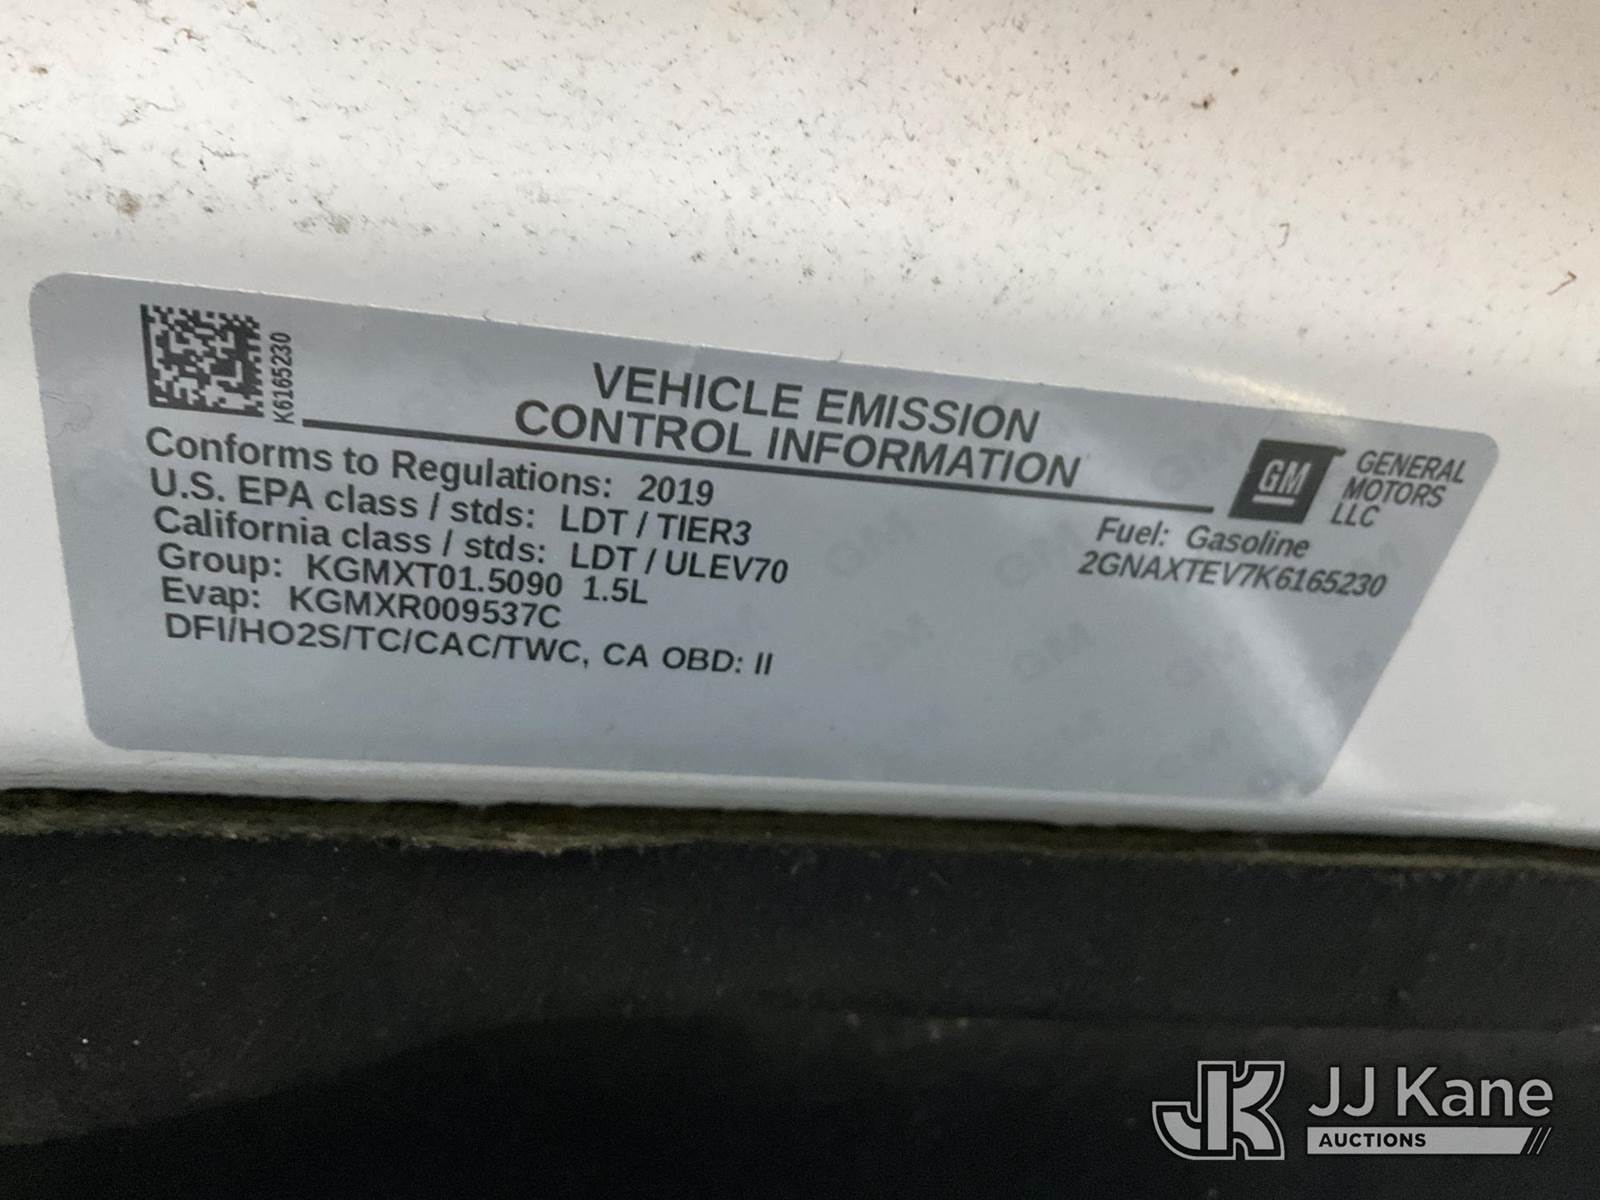 K6165230
VEHICLE EMISSION
CONTROL INFORMATION
GM
GENERAL
MOTORS
LLC
Conforms to Regulations: 2019
U.S. EPA class / stds: LDT / TIER3
California class / stds: LDT / ULEV70
Group: KGMXT01.5090 1.5L
Evap: KGMXR009537C
DFI/HO2S/TC/CAC/TWC, CA OBD: II
Fuel: Gasoline
2GNAXTEV7K6165230
JK
JJ Kane
AUCTIONS